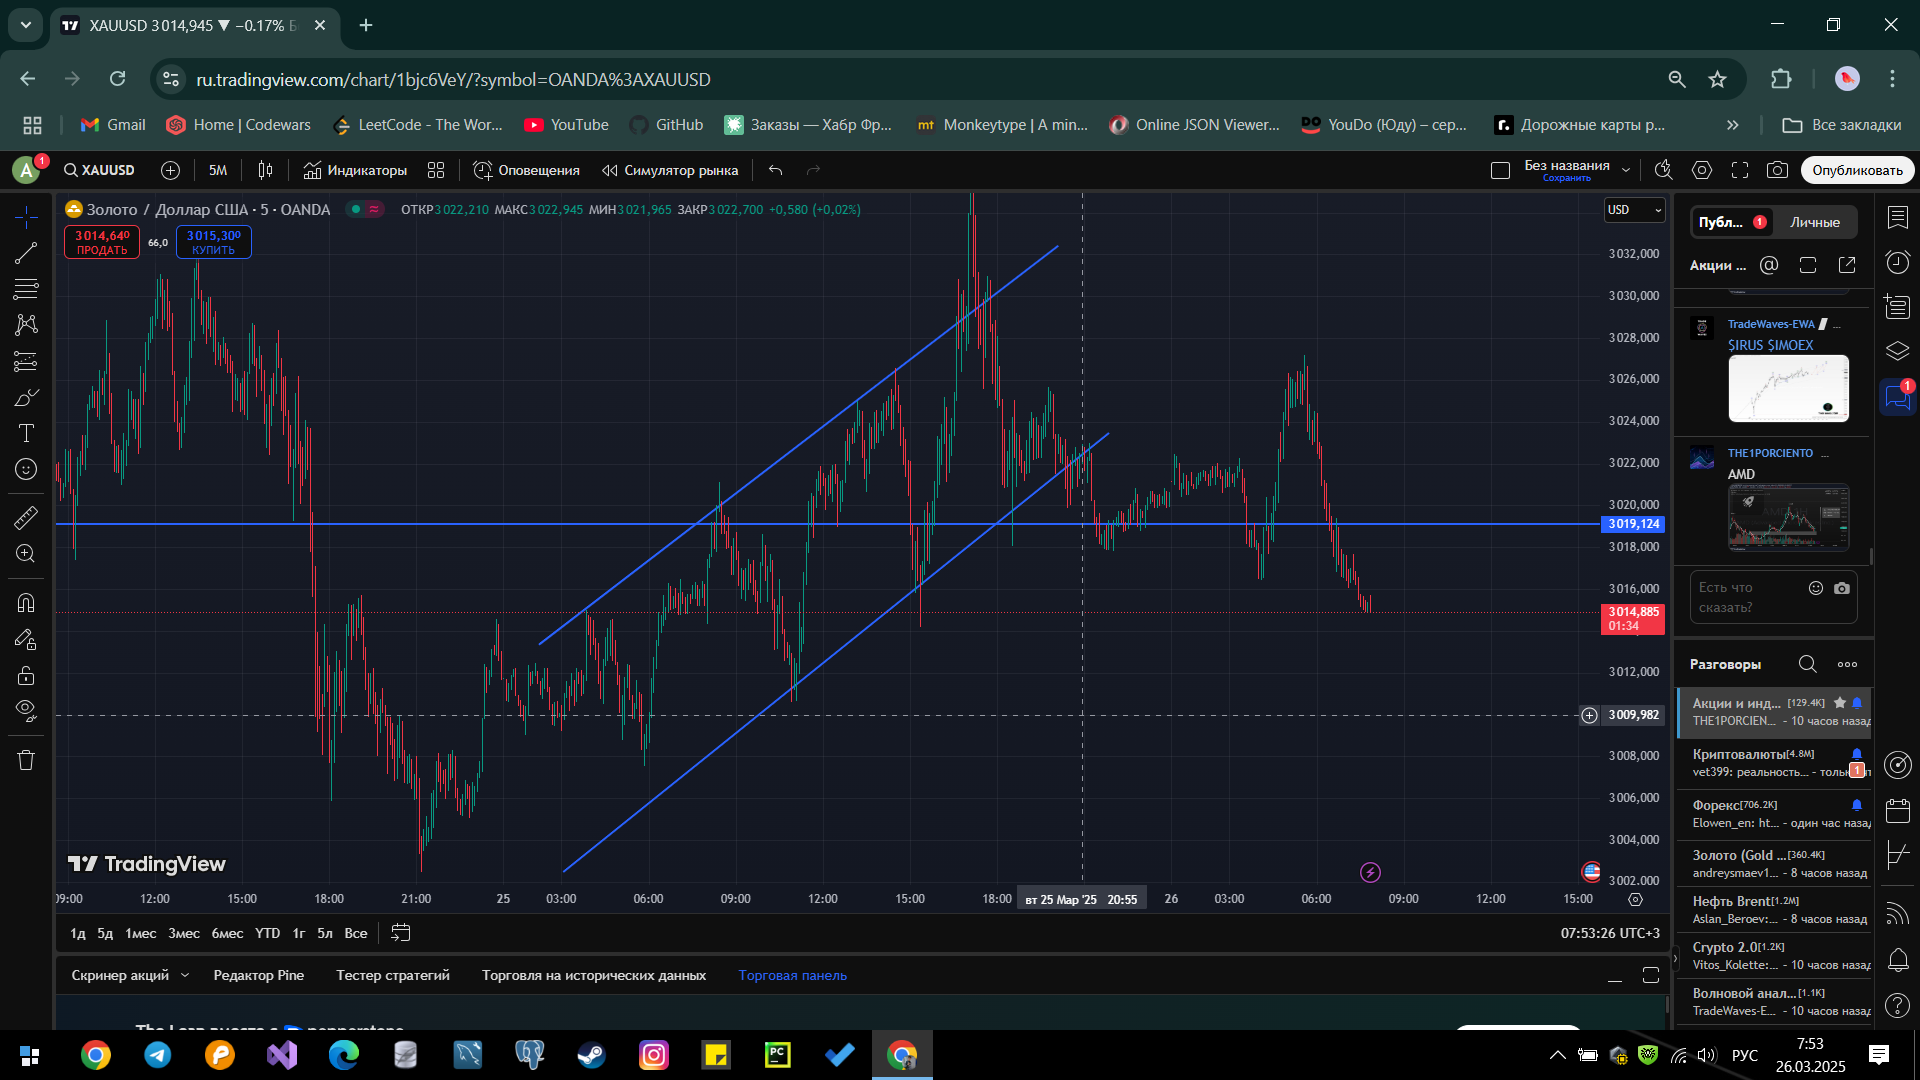 XAUUSD 3 014,945 ▼ −0.17% Б
ru.tradingview.com/chart/1bjc6VeY/?symbol=OANDA%3AXAUUSD
Gmail
Home | Codewars
LeetCode - The Wor...
YouTube
GitHub
Заказы — Хабр Фр...
Monkeytype | A min...
Online JSON Viewer...
YouDo (Юду) – сер...
Дорожные карты р...
Все закладки
A 1
XAUUSD
5М
Индикаторы
Оповещения
Симулятор рынка
Без названия
Сохранить
Опубликовать
Золото / Доллар США · 5 · OANDA
ОТКР3 022,210 МАКС3 022,945 МИН3 021,965 ЗАКР3 022,700 +0,580 (+0,02%)
3 014,640
ПРОДАТЬ
66,0
3 015,300
КУПИТЬ
USD
3 032,000
3 030,000
3 028,000
3 026,000
3 024,000
3 022,000
3 020,000
3 019,124
3 018,000
3 016,000
3 014,885
01:34
3 012,000
3 009,982
3 008,000
3 006,000
3 004,000
3 002,000
TradingView
09:00 12:00 15:00 18:00 21:00 25 03:00 06:00 09:00 12:00 15:00 18:00 вт 25 Мар '25 20:55 26 03:00 06:00 09:00 12:00 15:00
1д 5д 1мес 3мес 6мес YTD 1г 5л Все
07:53:26 UTC+3
Скринер акций
Редактор Pine
Тестер стратегий
Торговля на исторических данных
Торговая панель
Публ... 1
Личные
Акции ...
TradeWaves-EWA ...
$IRUS $IMOEX
THE1PORCIENTO ...
AMD
1
Есть что
сказать?
Разговоры
Акции и инд... [129.4K]
THE1PORCIEN... - 10 часов назад
Криптовалюты[4.8M]
vet399: реальность... - тольк
1
Форекс[706.2K]
Elowen_en: ht... - один час назад
Золото (Gold ...[360.4K]
andreysmaev1... - 8 часов назад
Нефть Brent[1.2M]
Aslan_Beroev:... - 8 часов назад
Crypto 2.0[1.2K]
Vitos_Kolette:... - 10 часов назад
Волновой анал...[1.1K]
TradeWaves-E... - 10 часов назад
РУС
7:53
26.03.2025